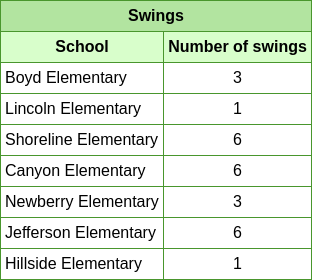 Swings
School Number of swings
Boyd Elementary 3
Lincoln Elementary 1
Shoreline Elementary 6
Canyon Elementary 6
Newberry Elementary 3
Jefferson Elementary 6
Hillside Elementary 1